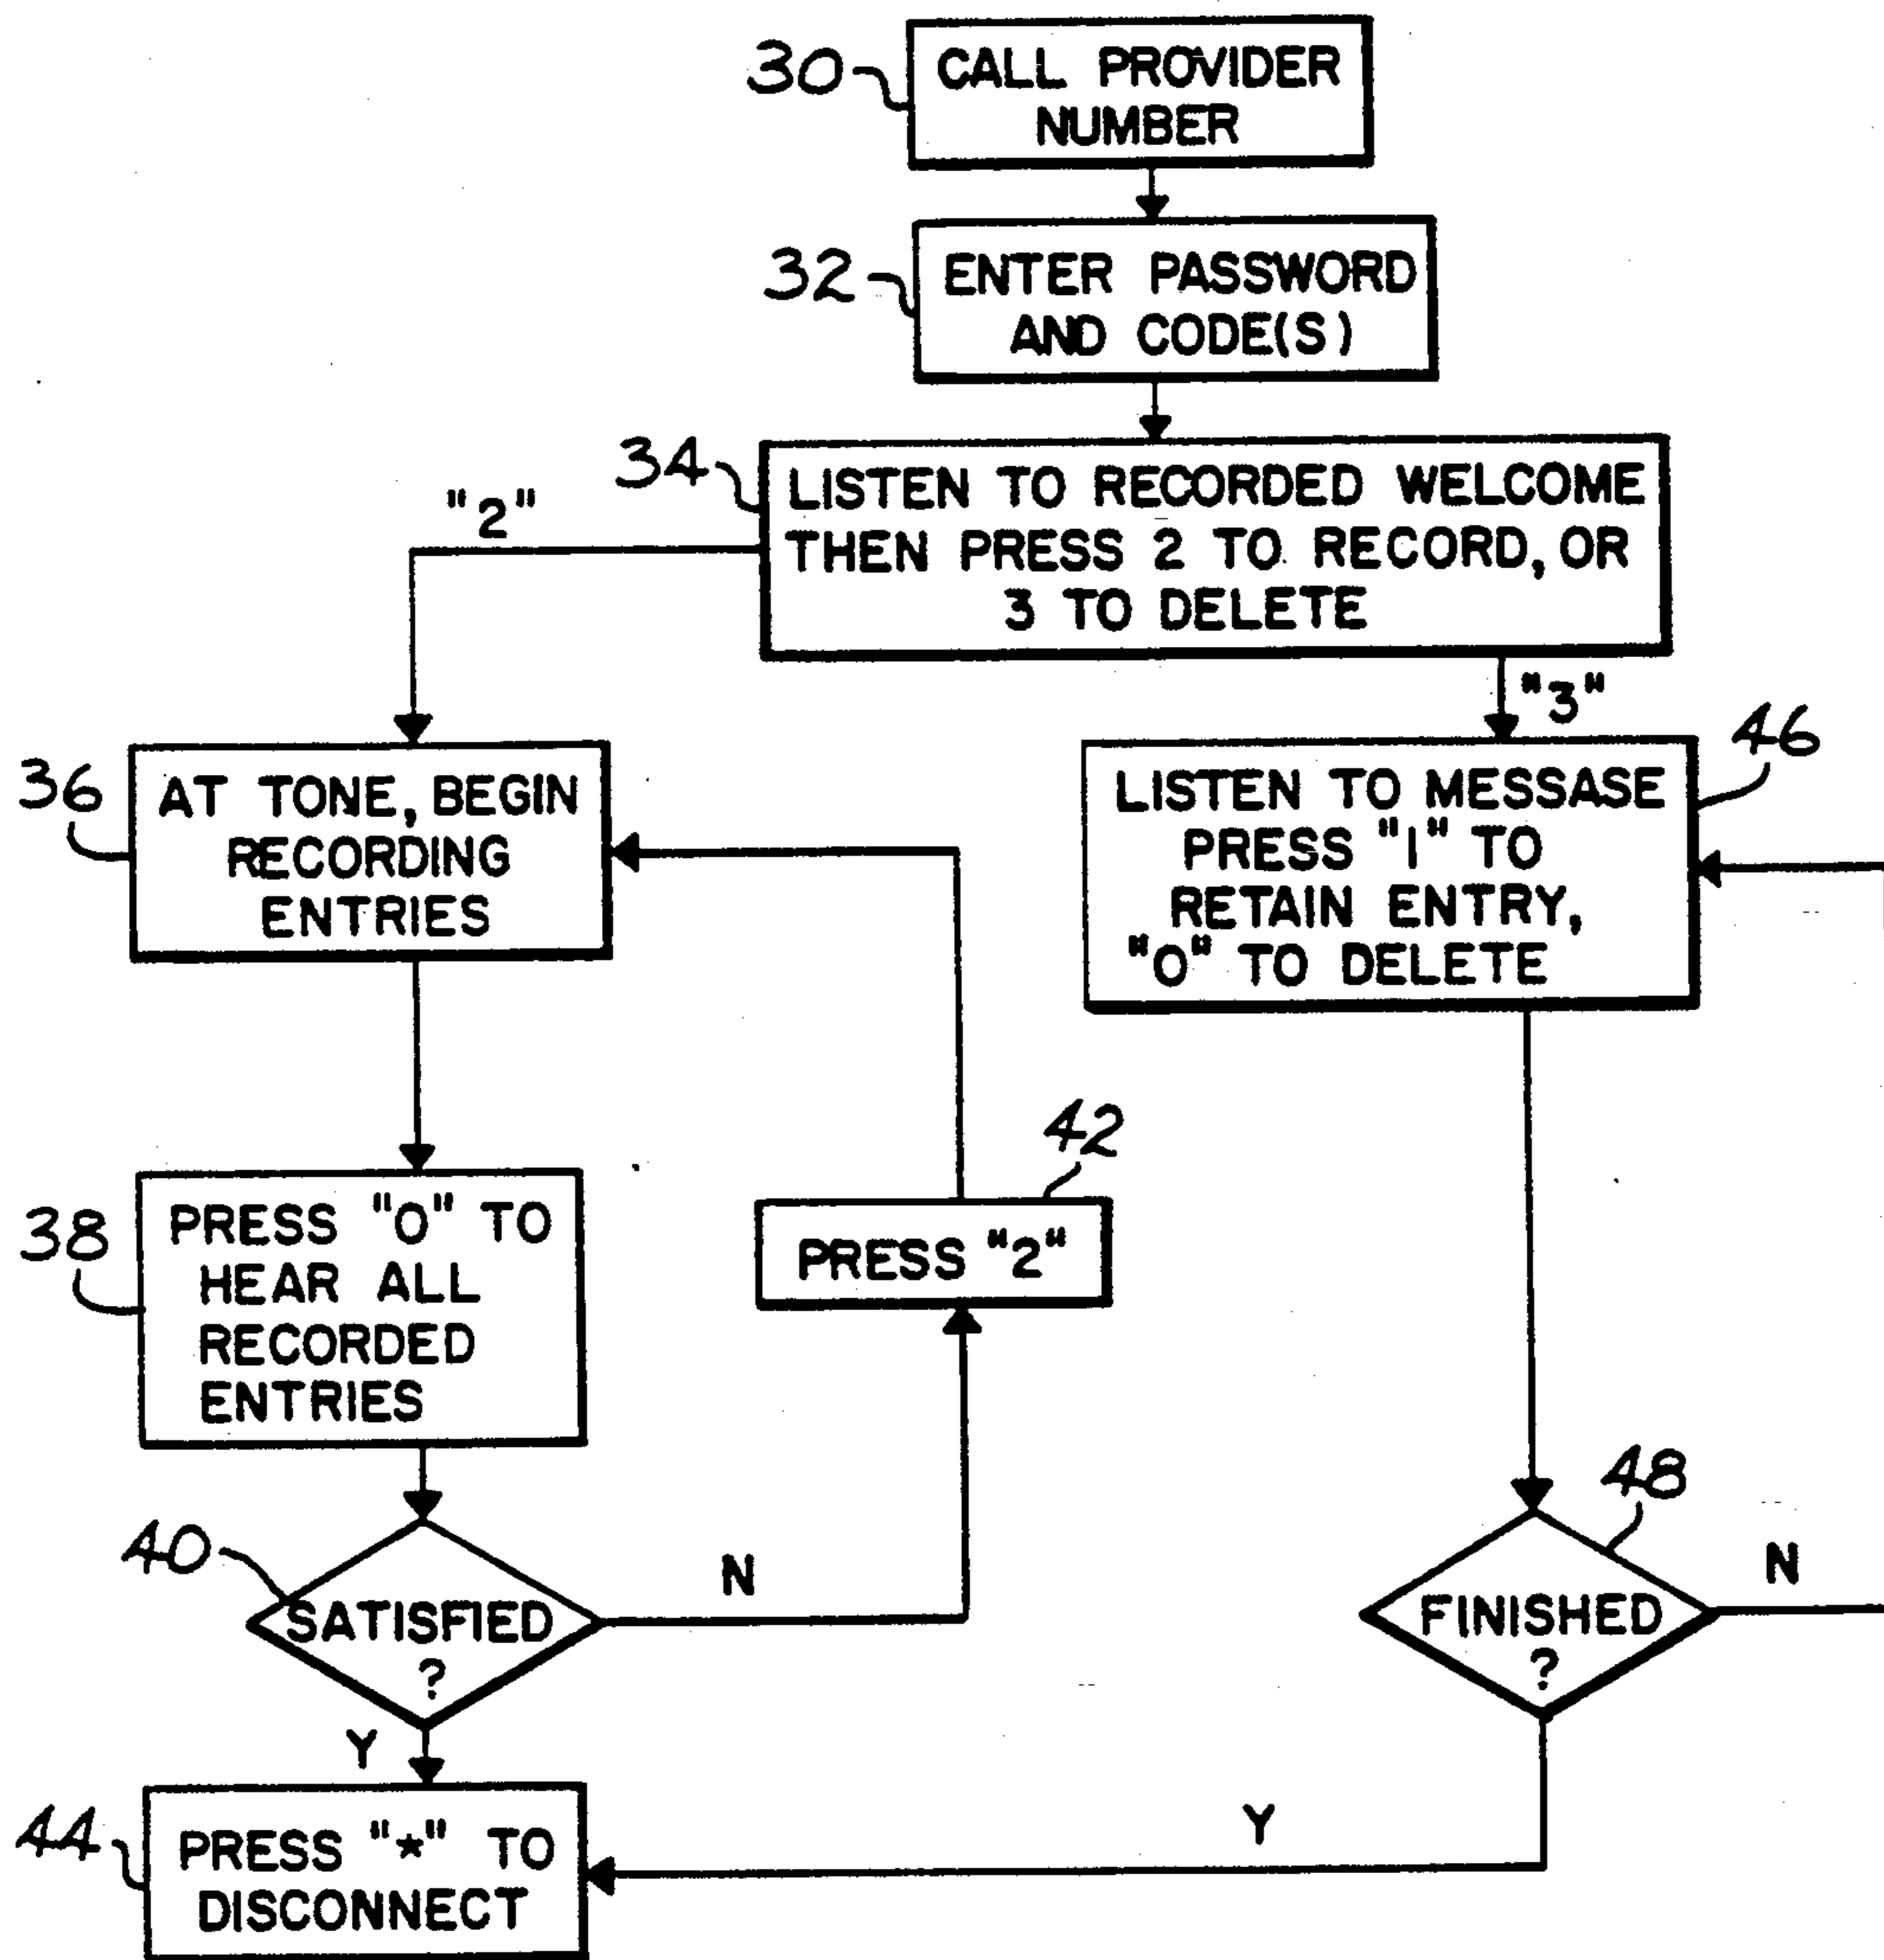 30
CALL PROVIDER
NUMBER
32
ENTER PASSWORD
AND CODE(S)
34
LISTEN TO RECORDED WELCOME
THEN PRESS 2 TO RECORD, OR
3 TO DELETE
"2"
"3"
36
AT TONE, BEGIN
RECORDING
ENTRIES
46
LISTEN TO MESSASE
PRESS "1" TO
RETAIN ENTRY,
"0" TO DELETE
38
PRESS "0" TO
HEAR ALL
RECORDED
ENTRIES
42
PRESS "2"
40
SATISFIED
?
N
Y
48
FINISHED
?
N
Y
44
PRESS "*" TO
DISCONNECT